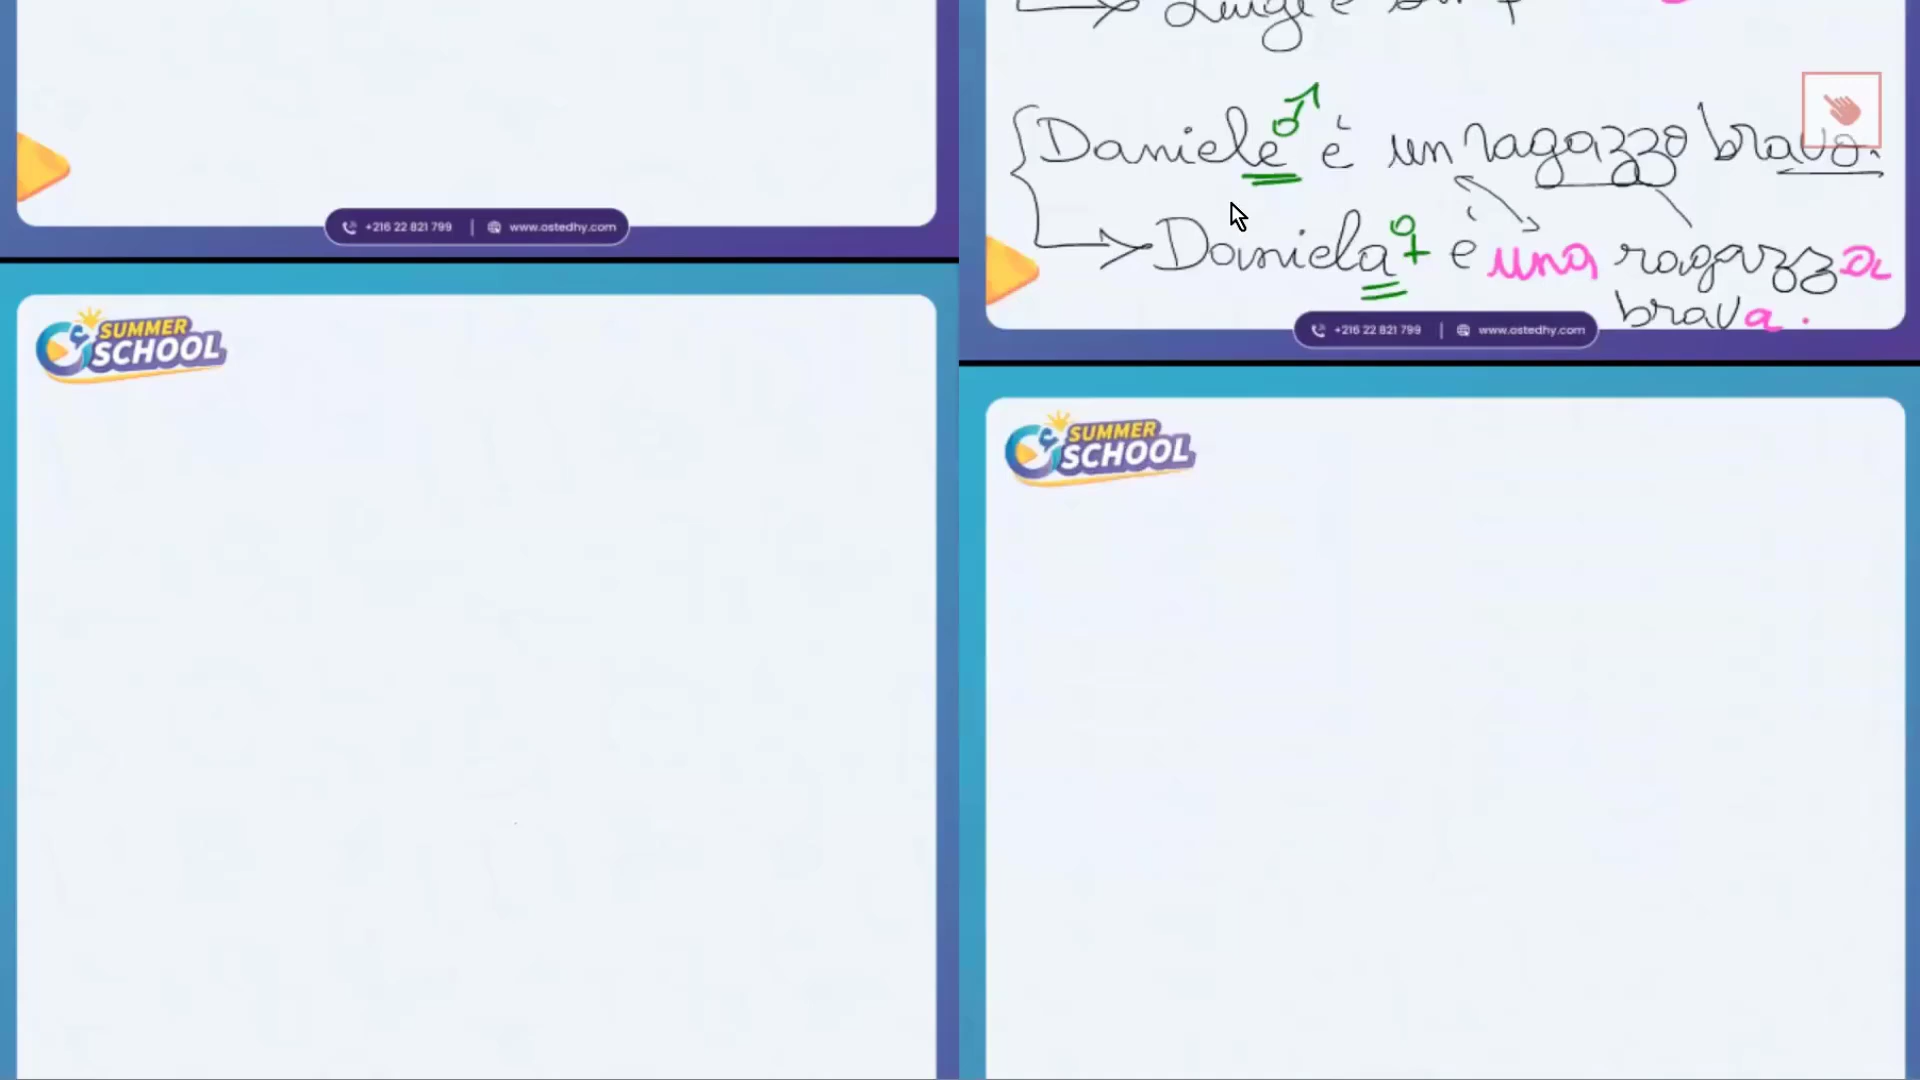 +216 22 821 799 | www.ostedhy.com
SUMMER
SCHOOL
Luigi è
Daniele ♂ è un ragazzo bravo.
Daniela ♀ è una ragazza
brava.
+216 22 821 799 | www.ostedhy.com
SUMMER
SCHOOL